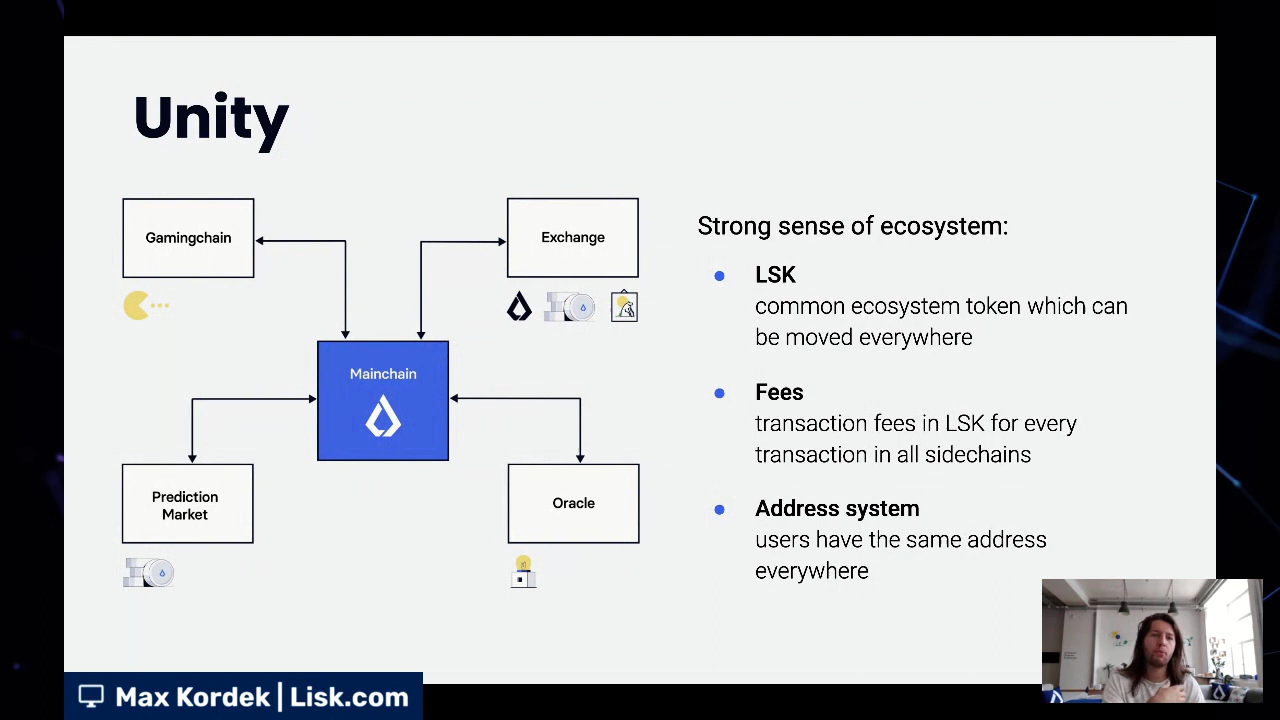 Unity
Gamingchain
Exchange
Mainchain
Prediction
Market
Oracle
Strong sense of ecosystem:
LSK
common ecosystem token which can
be moved everywhere
Fees
transaction fees in LSK for every
transaction in all sidechains
Address system
users have the same address
everywhere
Max Kordek | Lisk.com